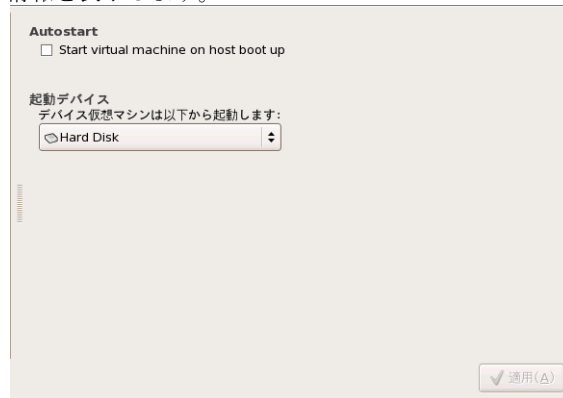 Autostart
Start virtual machine on host boot up
起動デバイス
デバイス仮想マシンは以下から起動します:
Hard Disk
適用(A)